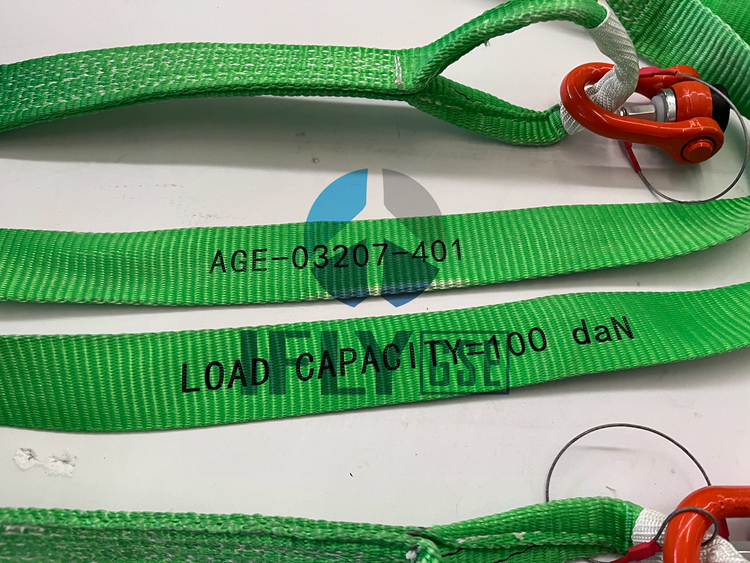 AGE-03207-401
LOAD CAPACITY=100 daN
IFLY GSE